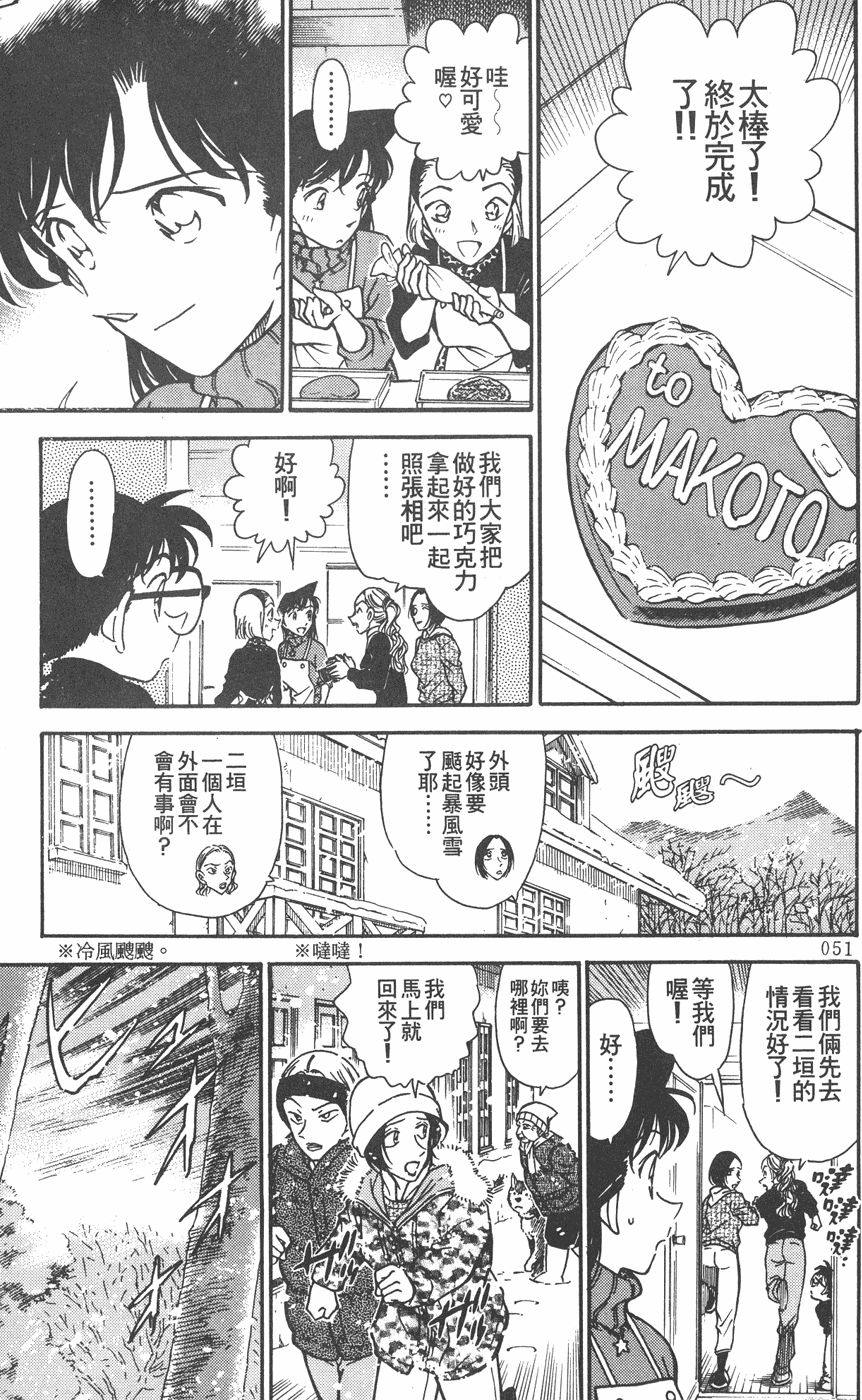 太棒了！
終於完成
了!!
to
MAKOTO
哇～
好可愛
喔♡
………
我們大家把
做好的巧克力
拿起來一起
照張相吧
……
好啊！
………
颼颼～
外頭
好像要
颳起暴風雪
了耶……
二垣
一個人在
外面會不
會有事啊？
051
※噠噠！
※冷風颼颼。
我們倆先去
看看二垣的
情況好了！
等我們
喔！
好……
噠
噠
噠
咦？
妳們要去
哪裡啊？
我們
馬上就
回來了！